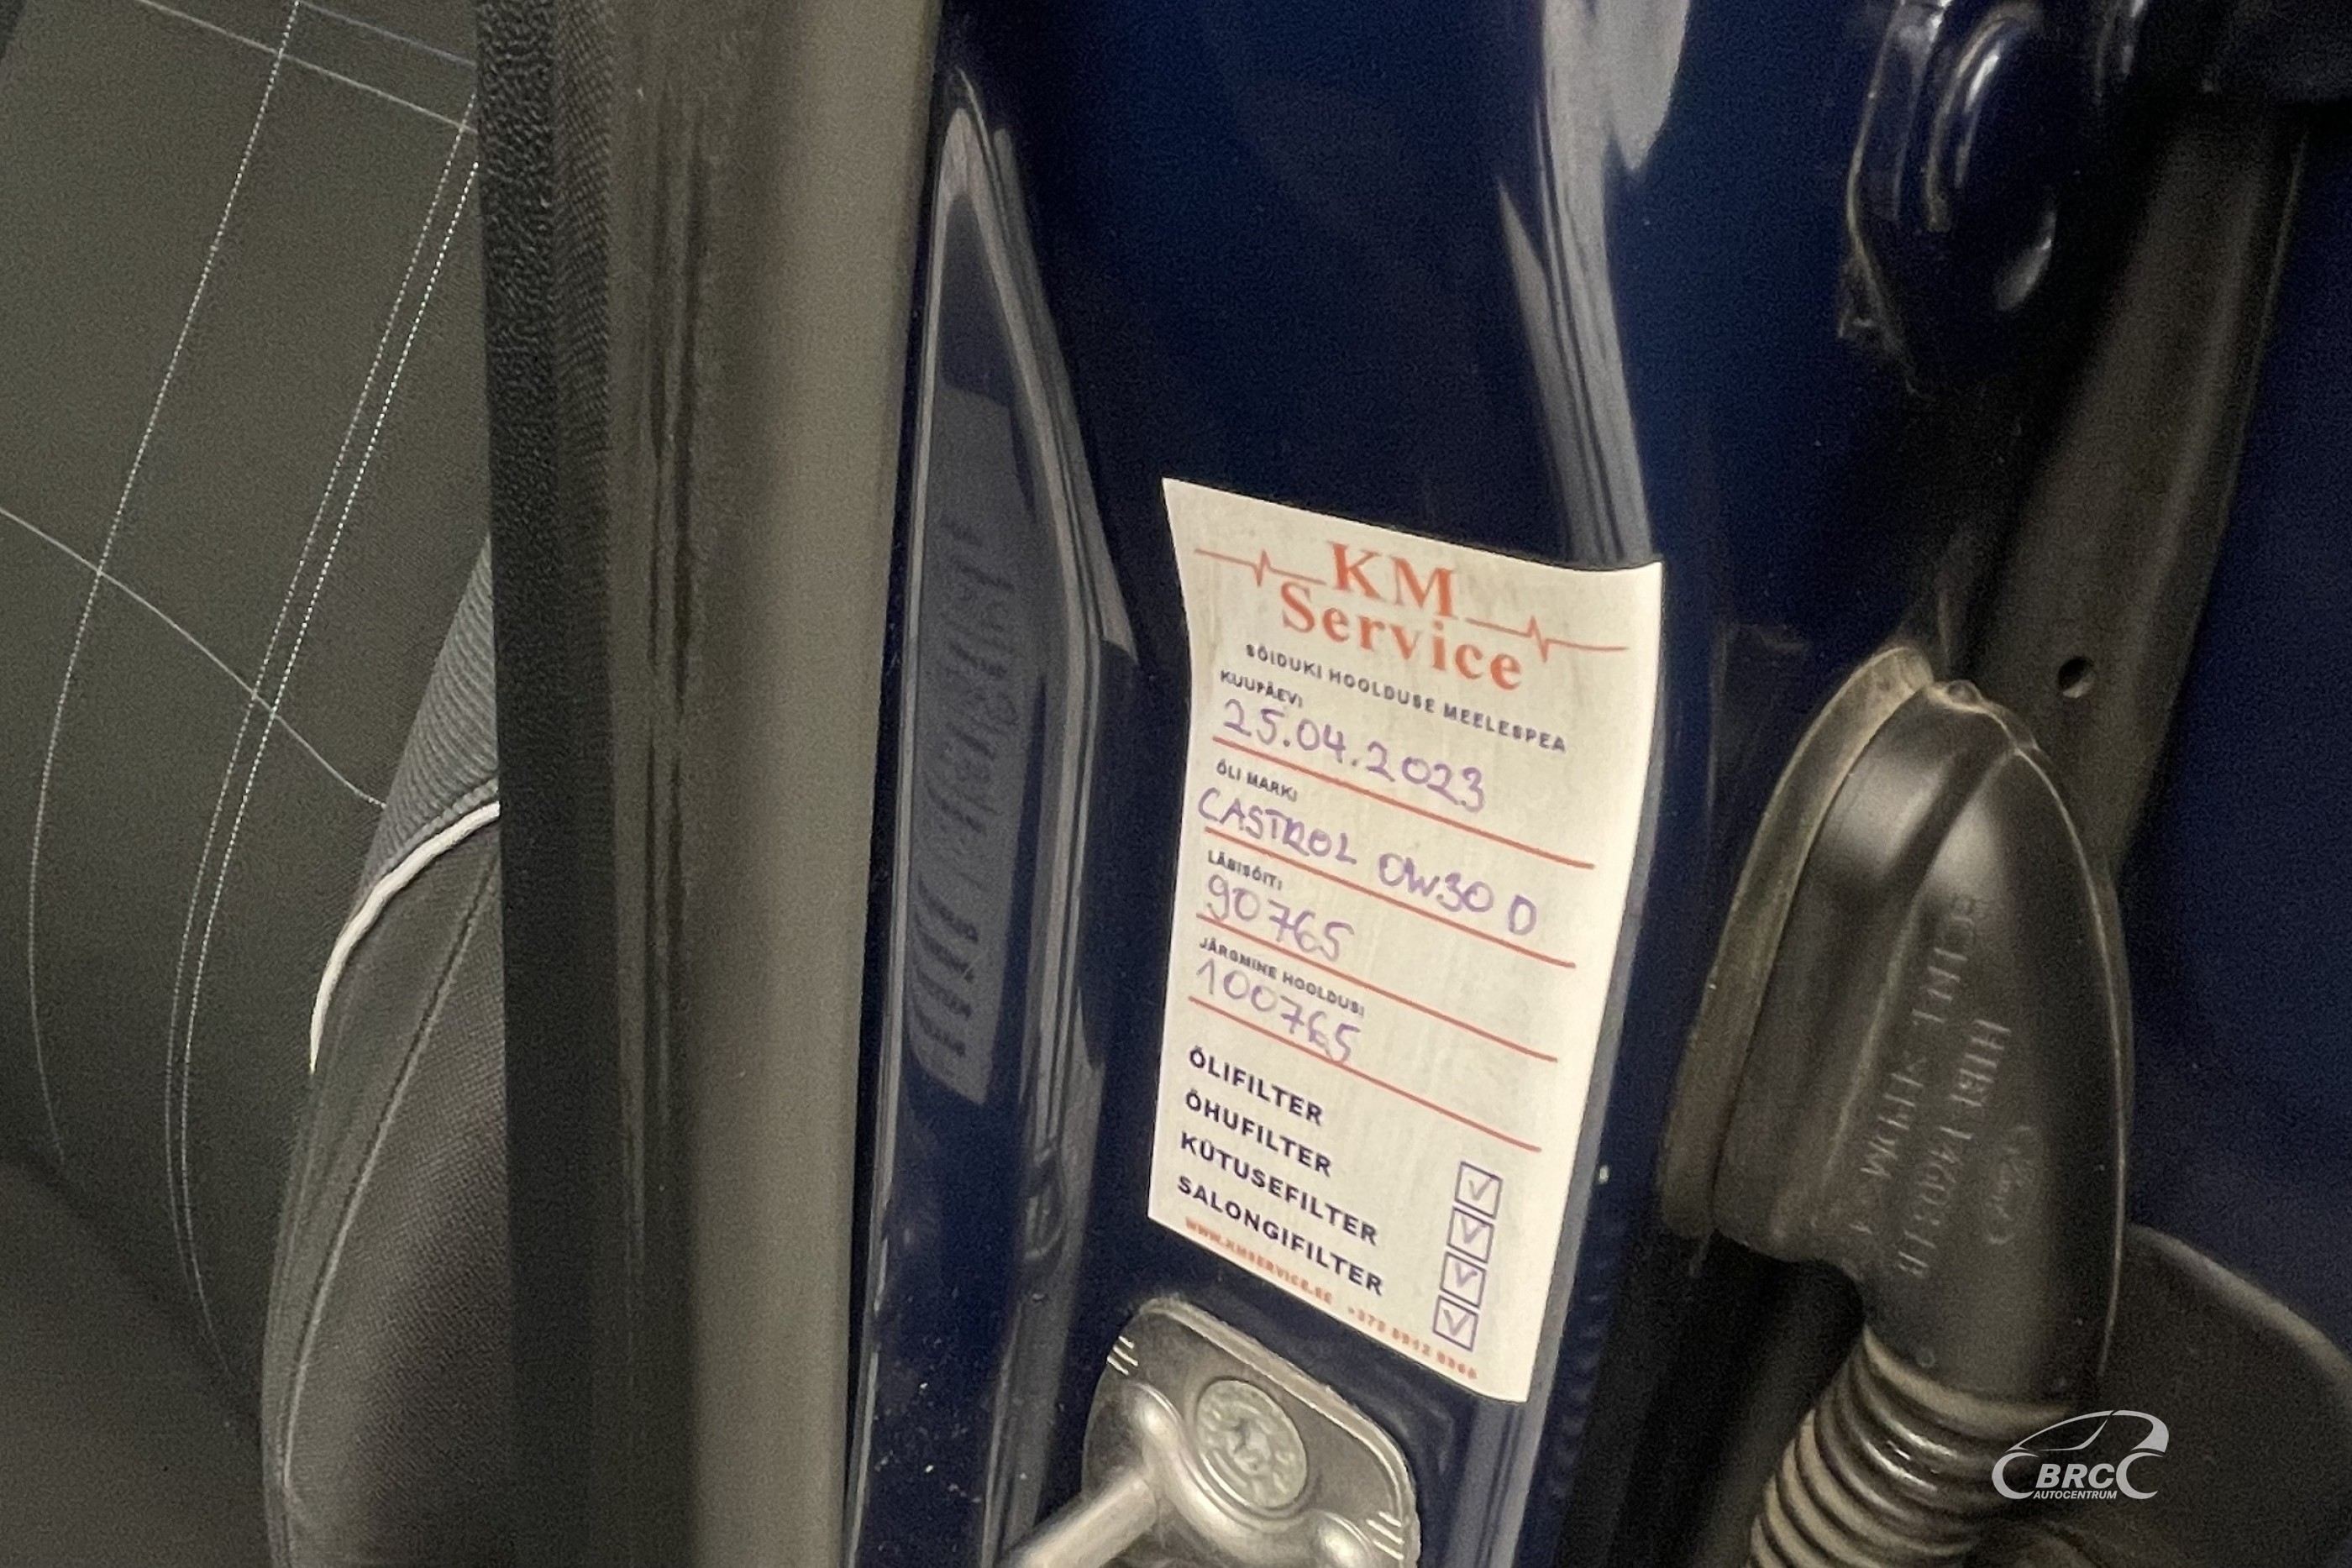 KM
Service
SÕIDUKI HOOLDUSE MEELESPEA
KUUPÄEV:
25.04.2023
ÕLI MARK:
CASTROL 0W30 D
LÄBISÕIT:
90765
JÄRGMINE HOOLDUS:
100765
ÕLIFILTER
ÕHUFILTER
KÜTUSEFILTER
SALONGIFILTER
WWW.KMSERVICE.EE
BRC
AUTOCENTRUM